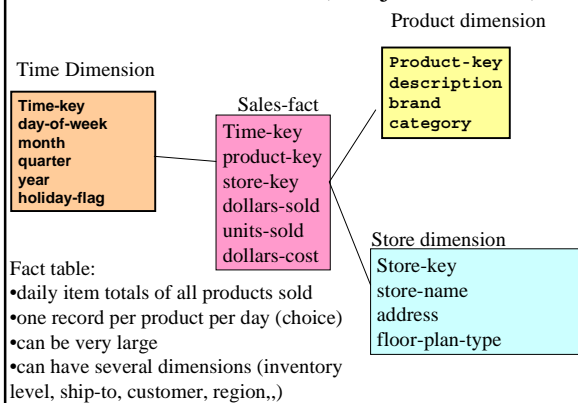 Product dimension
Time Dimension
Product-key
description
brand
category
Time-key
day-of-week
month
quarter
year
holiday-flag
Sales-fact
Time-key
product-key
store-key
dollars-sold
units-sold
dollars-cost
Store dimension
Store-key
store-name
address
floor-plan-type
Fact table:
•daily item totals of all products sold
•one record per product per day (choice)
•can be very large
•can have several dimensions (inventory
level, ship-to, customer, region,,)